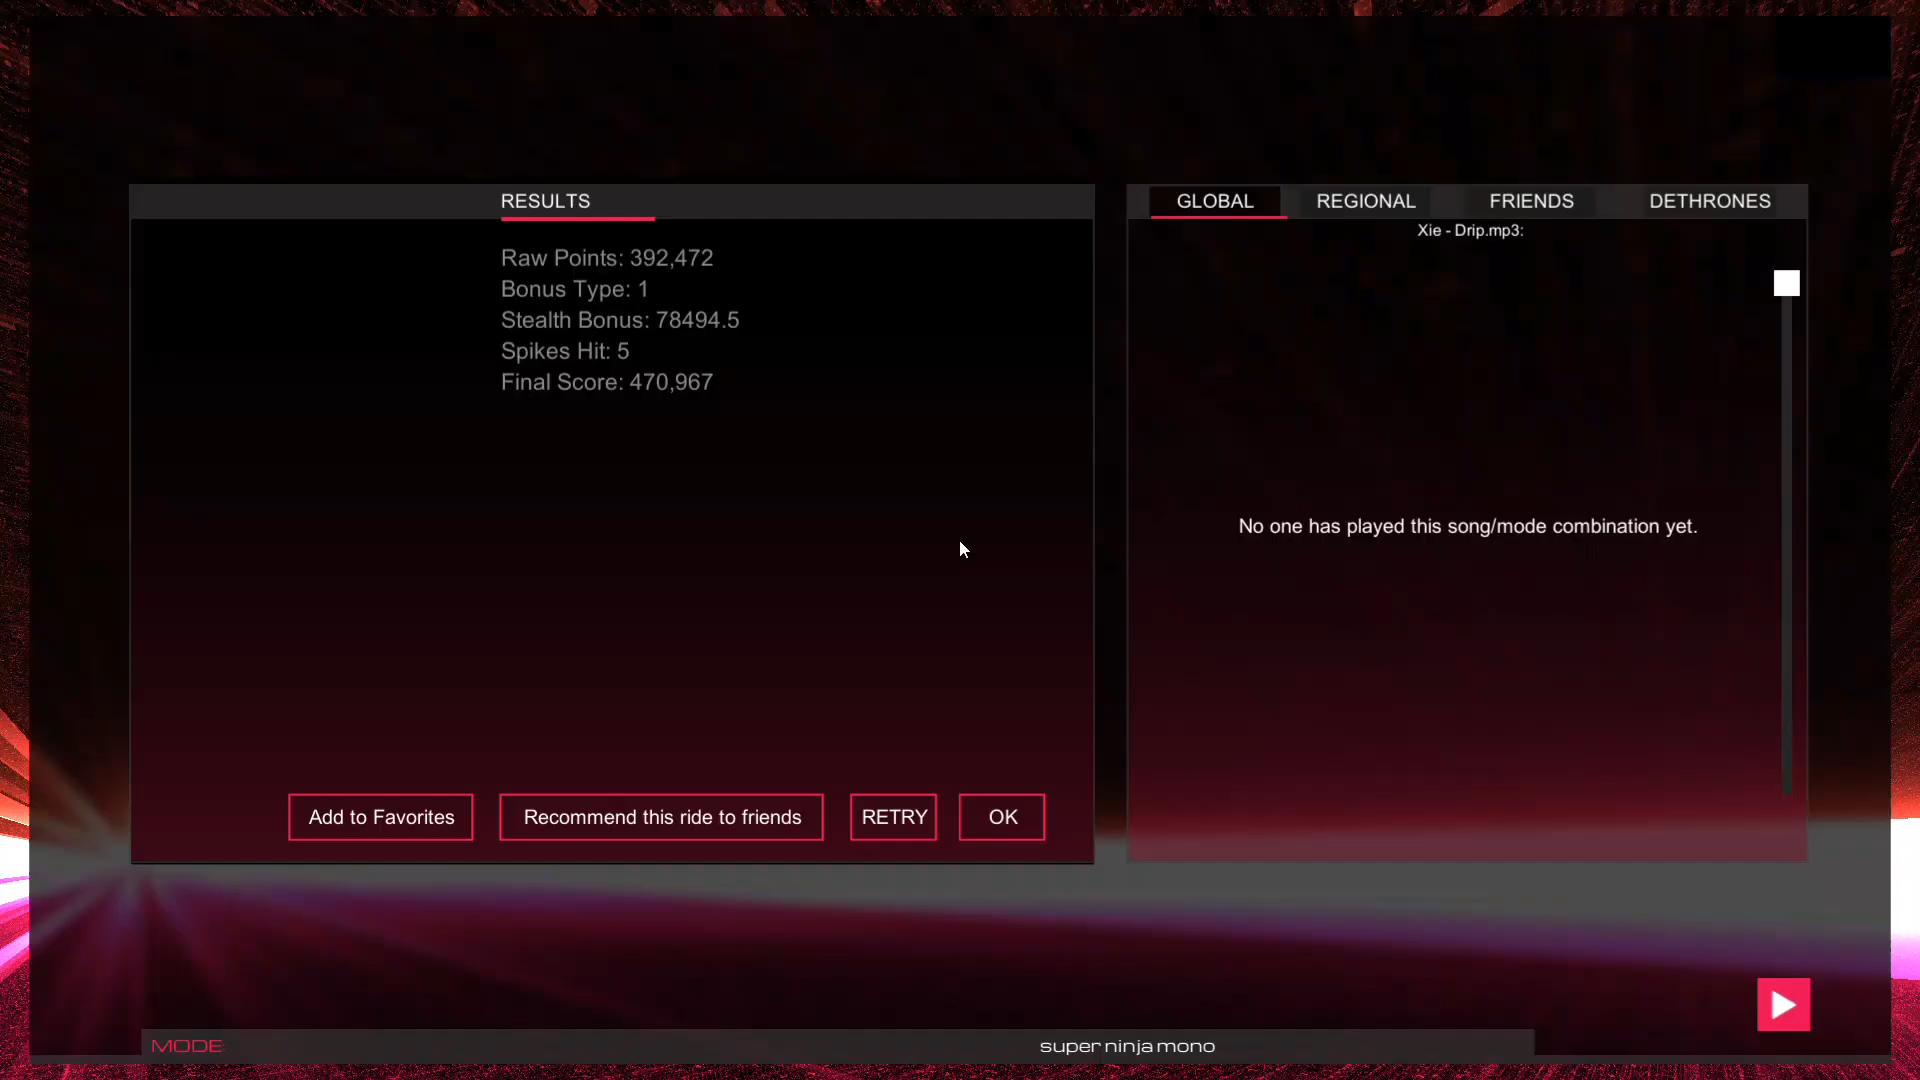 RESULTS
Raw Points: 392,472
Bonus Type: 1
Stealth Bonus: 78494.5
Spikes Hit: 5
Final Score: 470,967
Add to Favorites
Recommend this ride to friends
RETRY
OK
GLOBAL REGIONAL FRIENDS DETHRONES
Xie - Drip.mp3:
No one has played this song/mode combination yet.
MODE super ninja mono